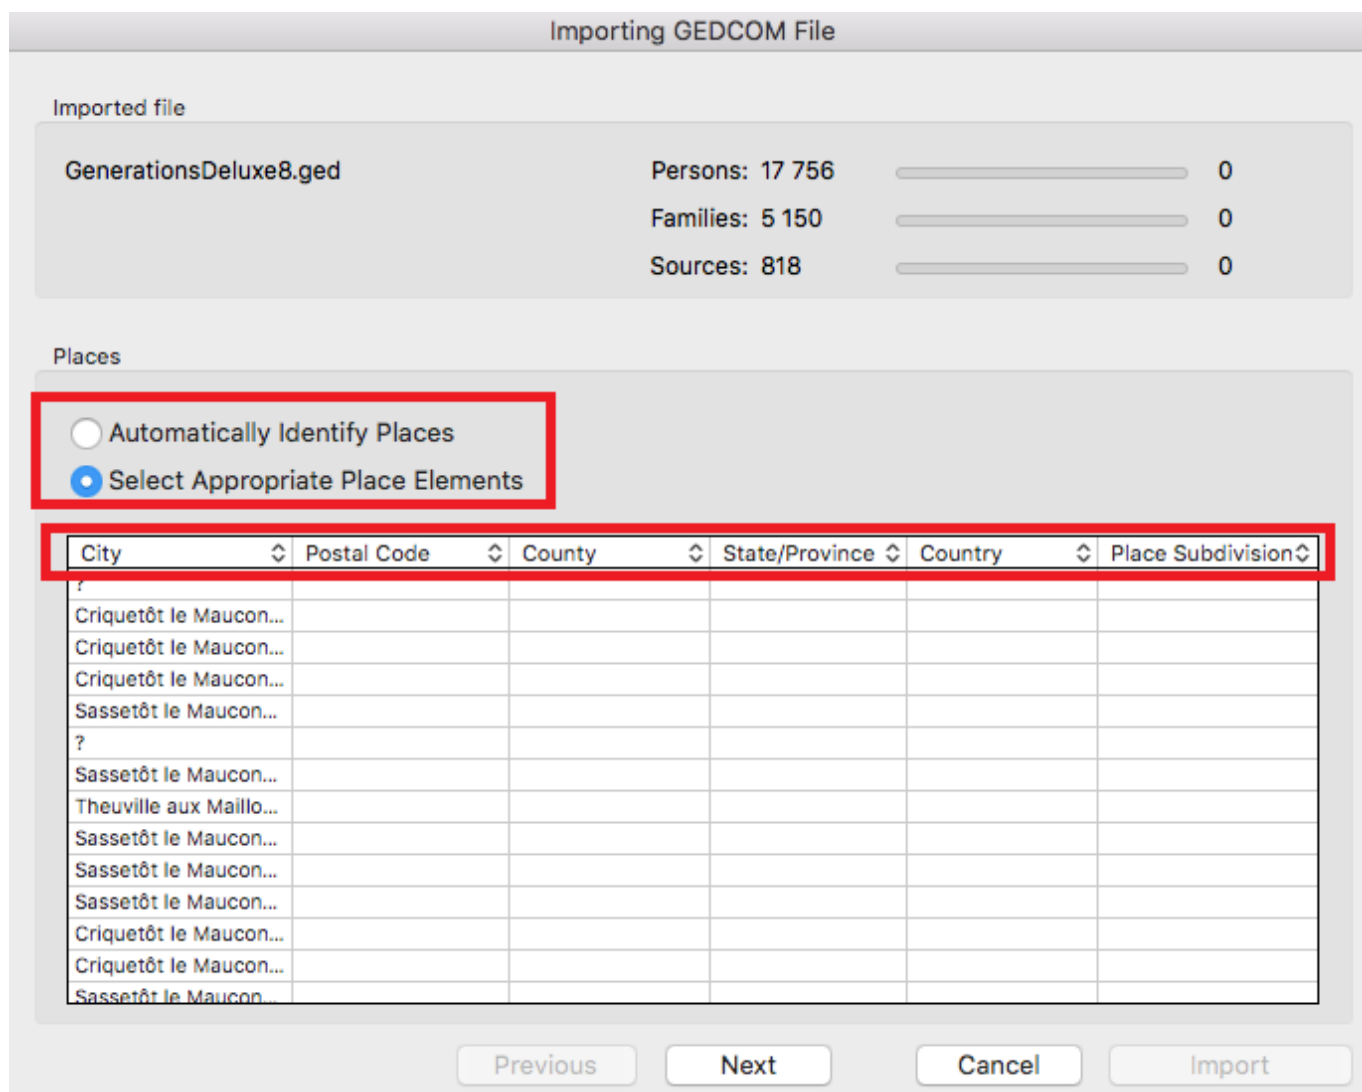 Importing GEDCOM File
Imported file
GenerationsDeluxe8.ged Persons: 17 756 0
Families: 5 150 0
Sources: 818 0
Places
Automatically Identify Places
Select Appropriate Place Elements
City Postal Code County State/Province Country Place Subdivision
?
Criquetôt le Maucon...
Criquetôt le Maucon...
Criquetôt le Maucon...
Sassetôt le Maucon...
?
Sassetôt le Maucon...
Theuville aux Maillo...
Sassetôt le Maucon...
Sassetôt le Maucon...
Sassetôt le Maucon...
Criquetôt le Maucon...
Criquetôt le Maucon...
Sassetôt le Maucon...
Previous Next Cancel Import